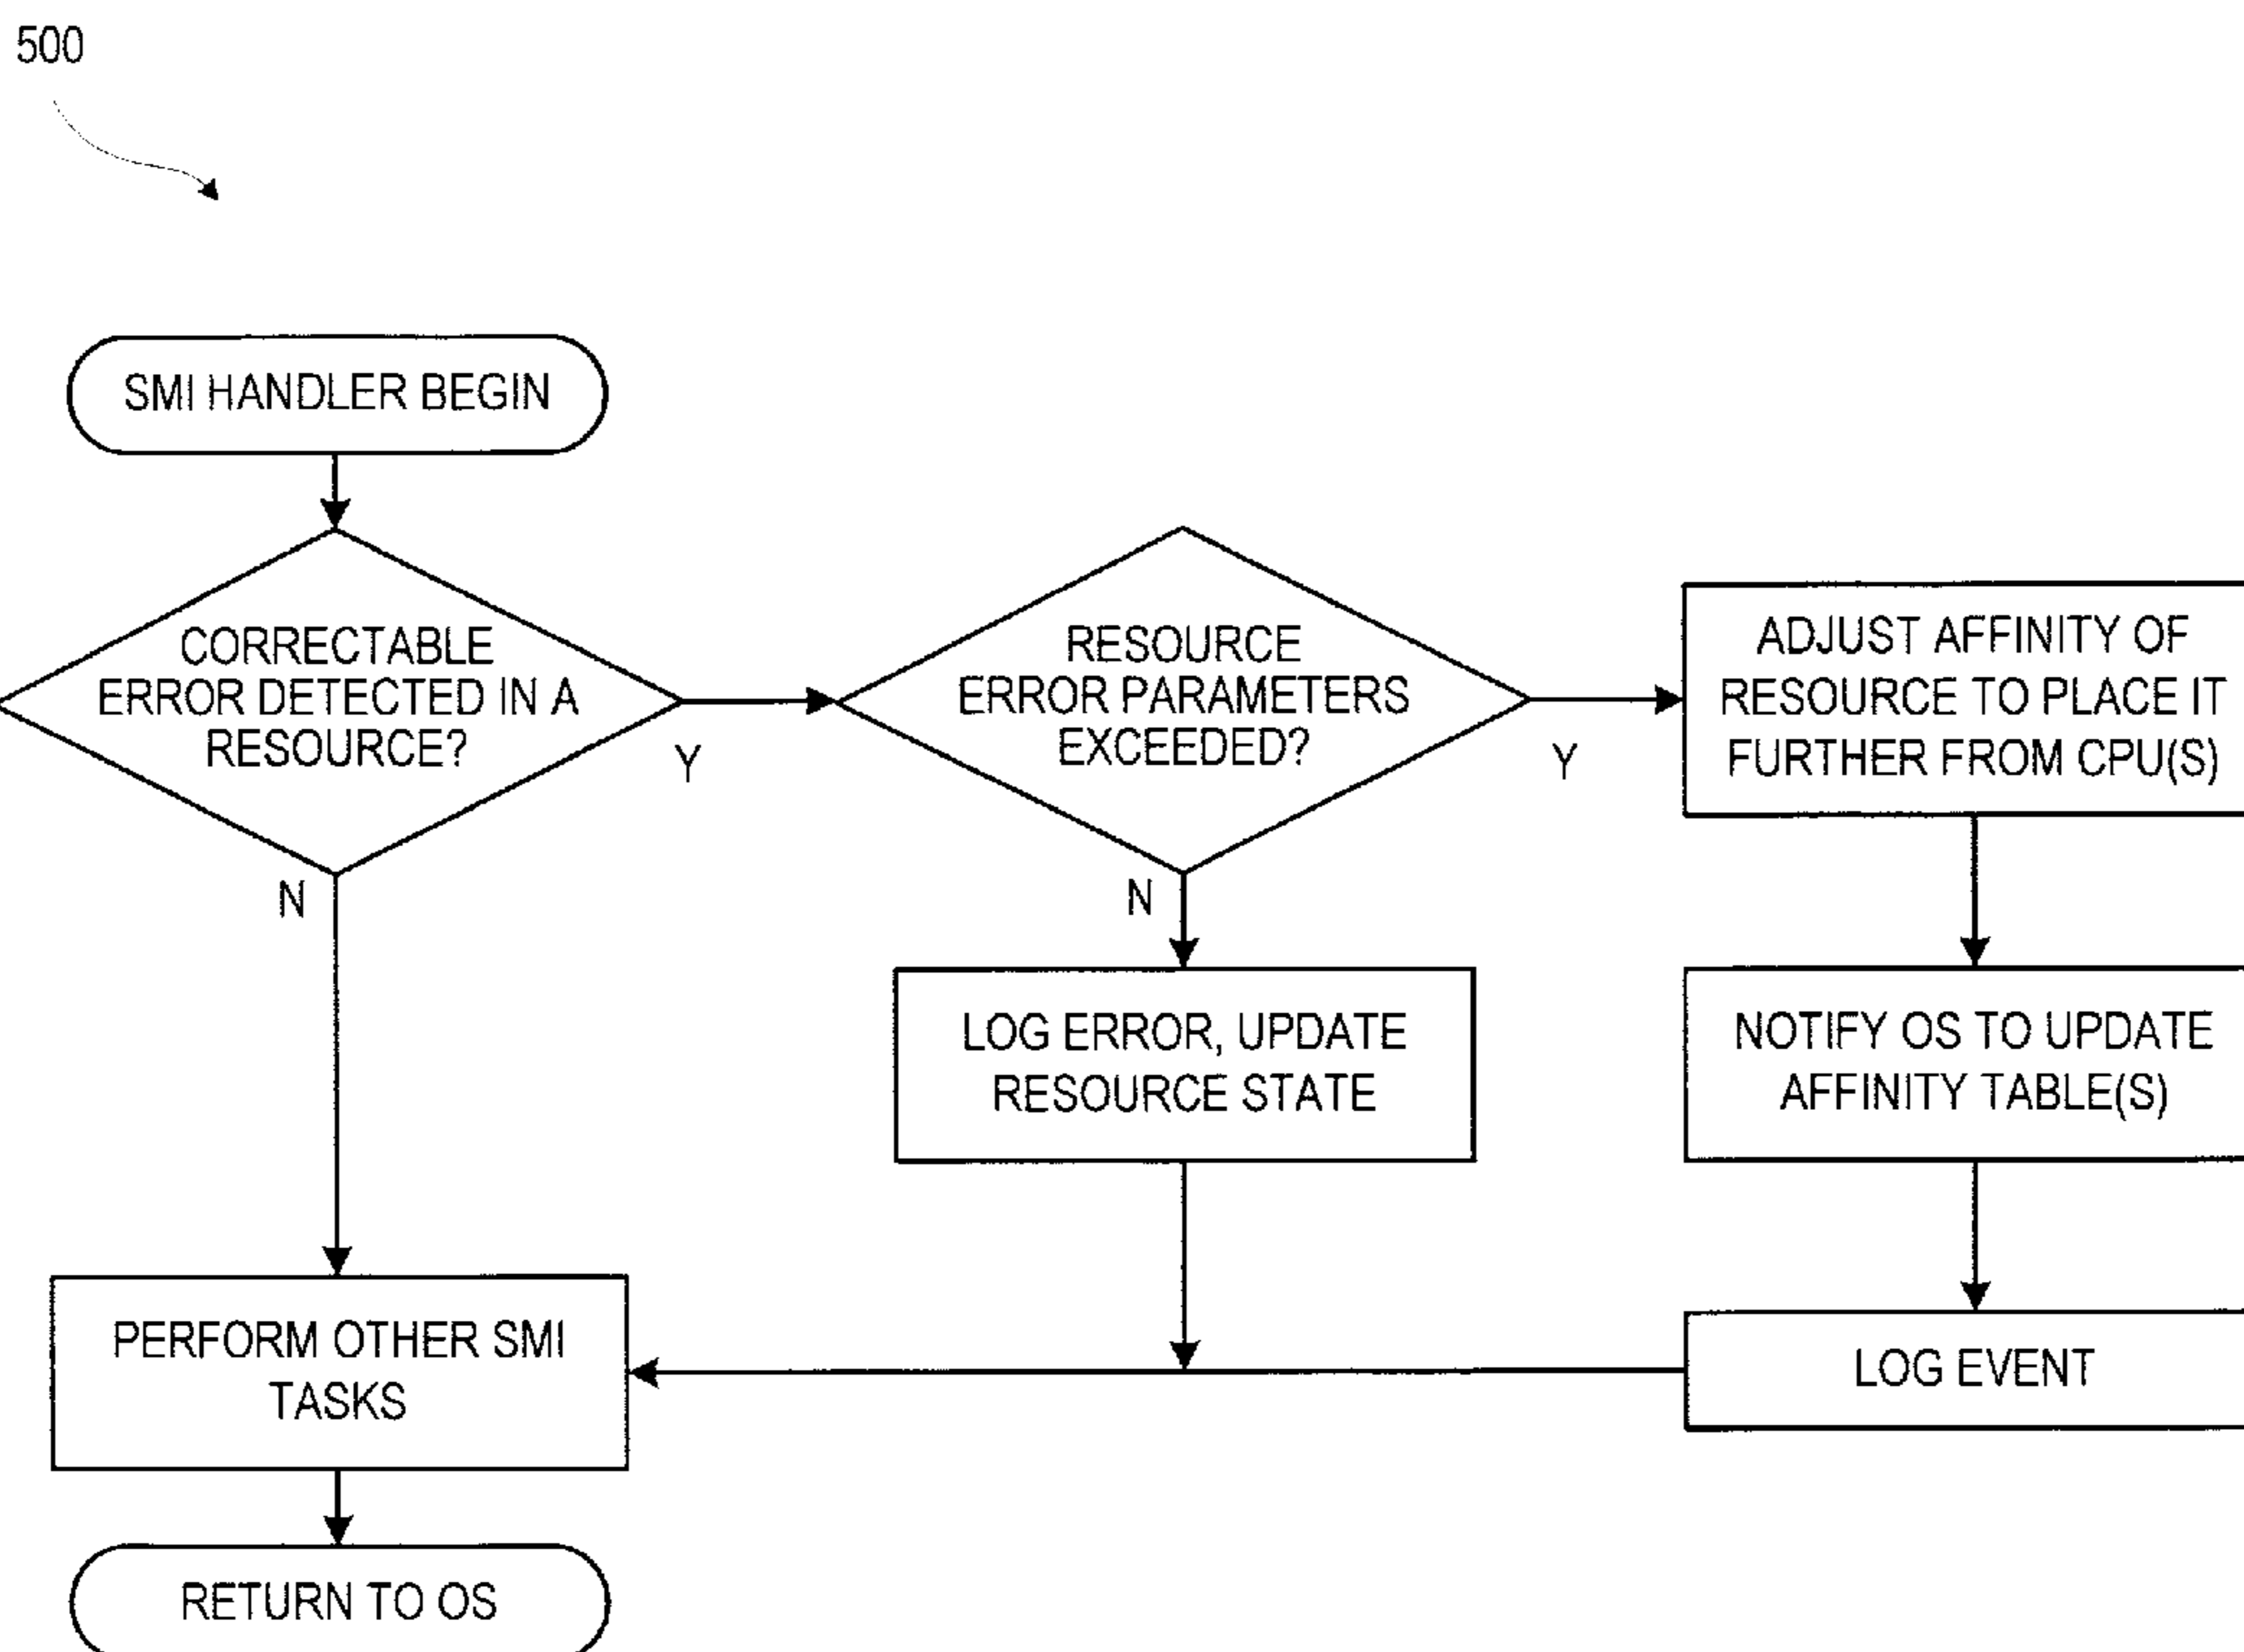 500
SMI HANDLER BEGIN
CORRECTABLE
ERROR DETECTED IN A
RESOURCE?
Y
N
RESOURCE
ERROR PARAMETERS
EXCEEDED?
Y
N
ADJUST AFFINITY OF
RESOURCE TO PLACE IT
FURTHER FROM CPU(S)
LOG ERROR, UPDATE
RESOURCE STATE
NOTIFY OS TO UPDATE
AFFINITY TABLE(S)
PERFORM OTHER SMI
TASKS
LOG EVENT
RETURN TO OS